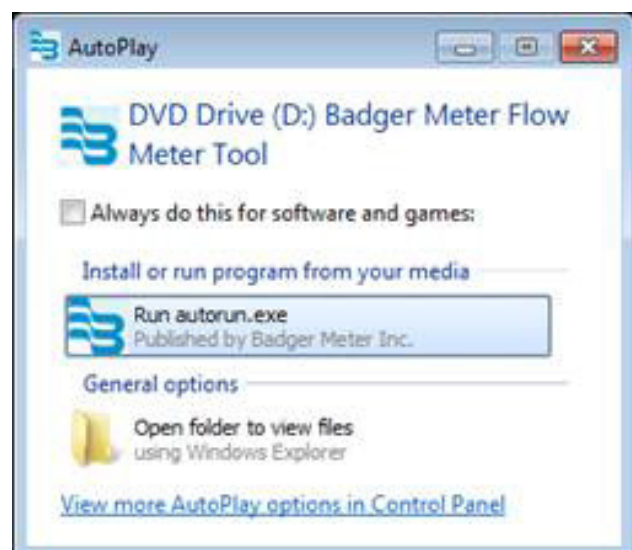 AutoPlay
DVD Drive (D:) Badger Meter Flow
Meter Tool
Always do this for software and games:
Install or run program from your media
Run autorun.exe
Published by Badger Meter Inc.
General options
Open folder to view files
using Windows Explorer
View more AutoPlay options in Control Panel